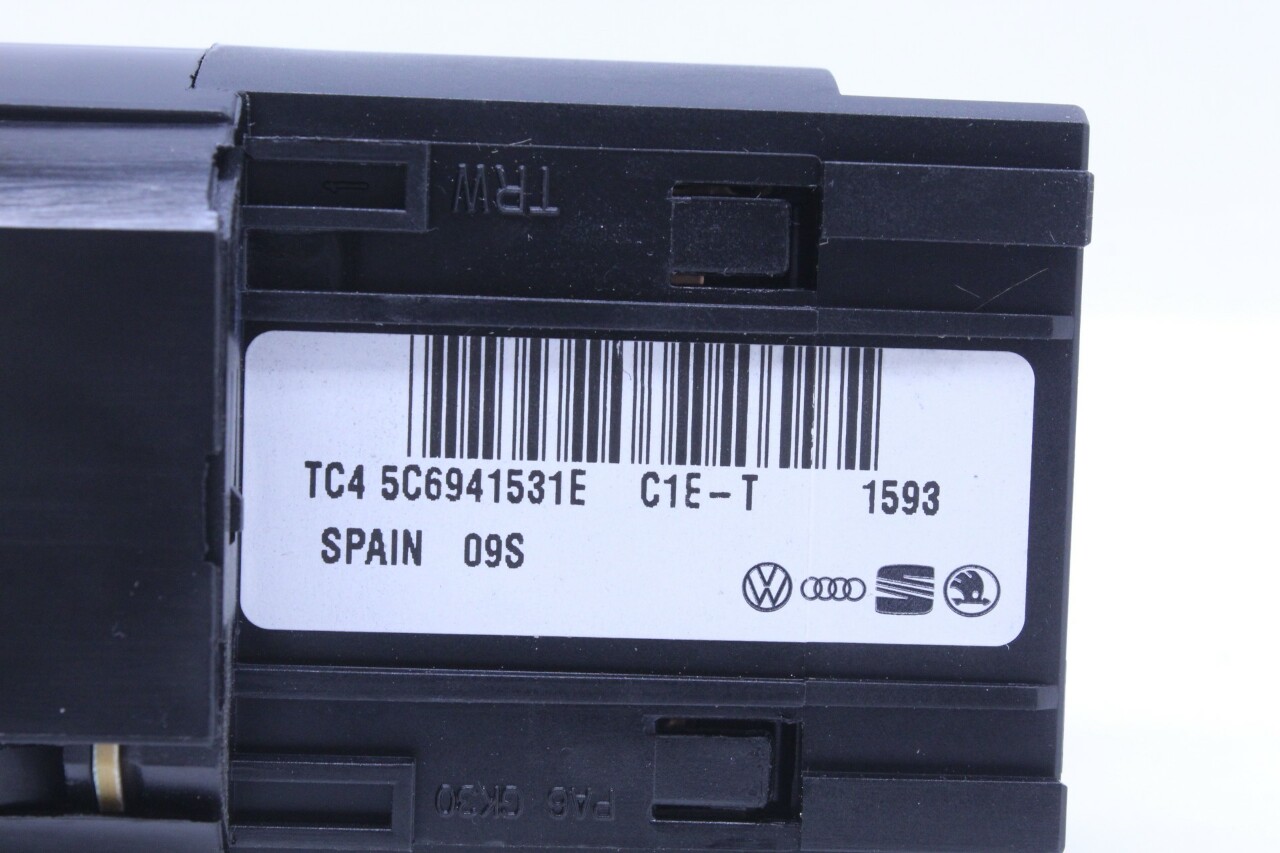 TRW
TC4 5C6941531E C1E-T 1593
SPAIN 09S
PA6 GK30